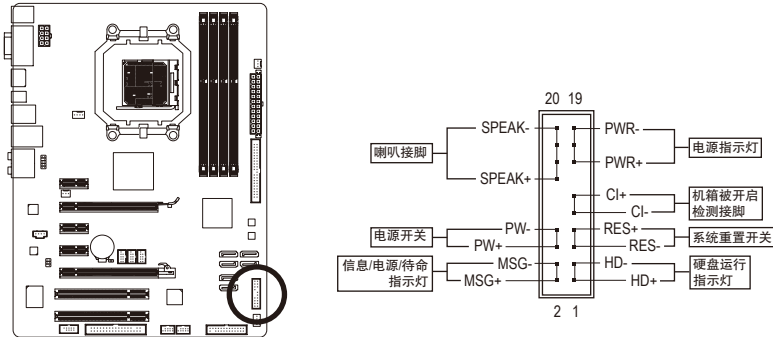 20 19
SPEAK-
PWR-
喇叭接脚
电源指示灯
SPEAK+
PWR+
CI+
机箱被开启
检测接脚
CI-
PW-
RES+
电源开关
系统重置开关
PW+
RES-
信息/电源/待命
指示灯
MSG-
HD-
硬盘运行
指示灯
MSG+
HD+
2 1